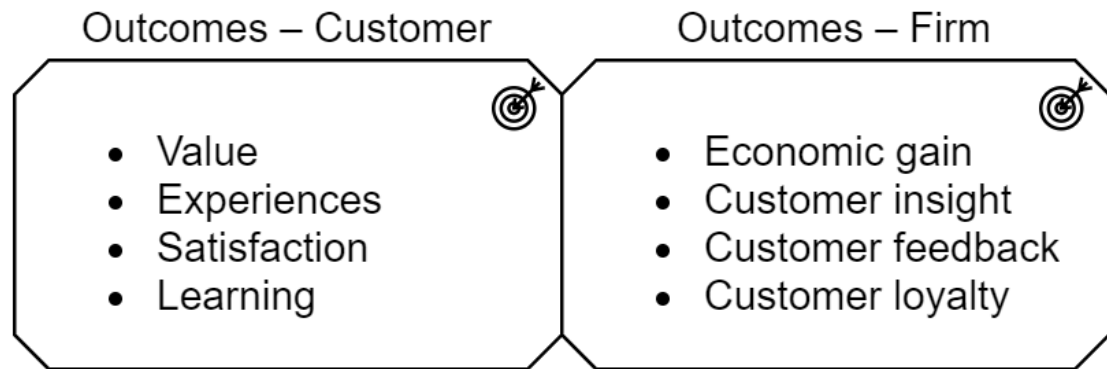 Outcomes – Customer
• Value
• Experiences
• Satisfaction
• Learning
Outcomes – Firm
• Economic gain
• Customer insight
• Customer feedback
• Customer loyalty